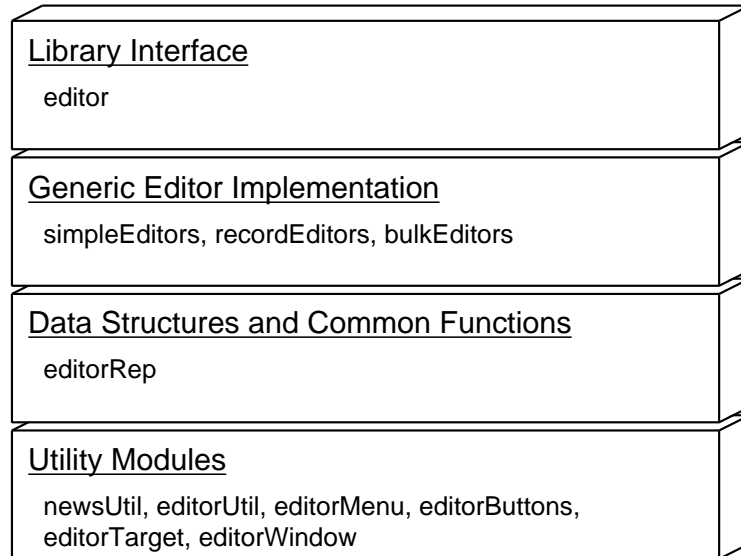 Library Interface
editor
Generic Editor Implementation
simpleEditors, recordEditors, bulkEditors
Data Structures and Common Functions
editorRep
Utility Modules
newsUtil, editorUtil, editorMenu, editorButtons,
editorTarget, editorWindow